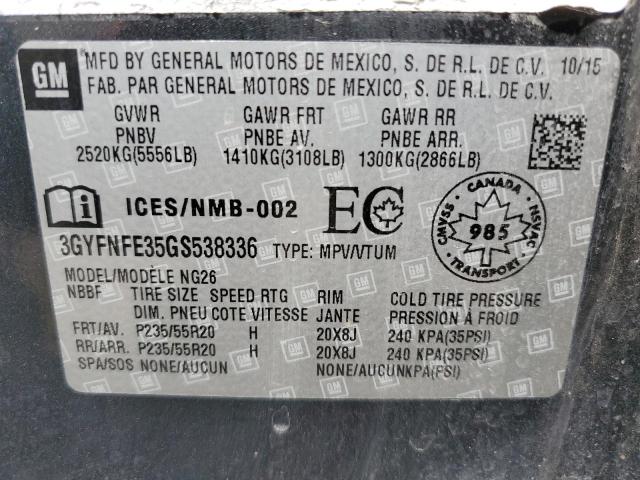 GM
MFD BY GENERAL MOTORS DE MEXICO, S. DE R.L. DE C.V. 10/15
FAB. PAR GENERAL MOTORS DE MEXICO, S. DE R.L. DE C.V.
GVWR GAWR FRT GAWR RR
PNBV PNBE AV. PNBE ARR.
2520KG(5556LB) 1410KG(3108LB) 1300KG(2866LB)
ICES/NMB-002 EC
CANADA
CMVSS 985 NSVAC
TRANSPORT
3GYFNFE35GS538336 TYPE: MPV/VTUM
MODEL/MODÈLE NG26
NBBF TIRE SIZE SPEED RTG RIM COLD TIRE PRESSURE
DIM. PNEU COTE VITESSE JANTE PRESSION À FROID
FRT/AV. P235/55R20 H 20X8J 240 KPA(35PSI)
RR/ARR. P235/55R20 H 20X8J 240 KPA(35PSI)
SPA/SOS NONE/AUCUN NONE/AUCUNKPA(PSI)